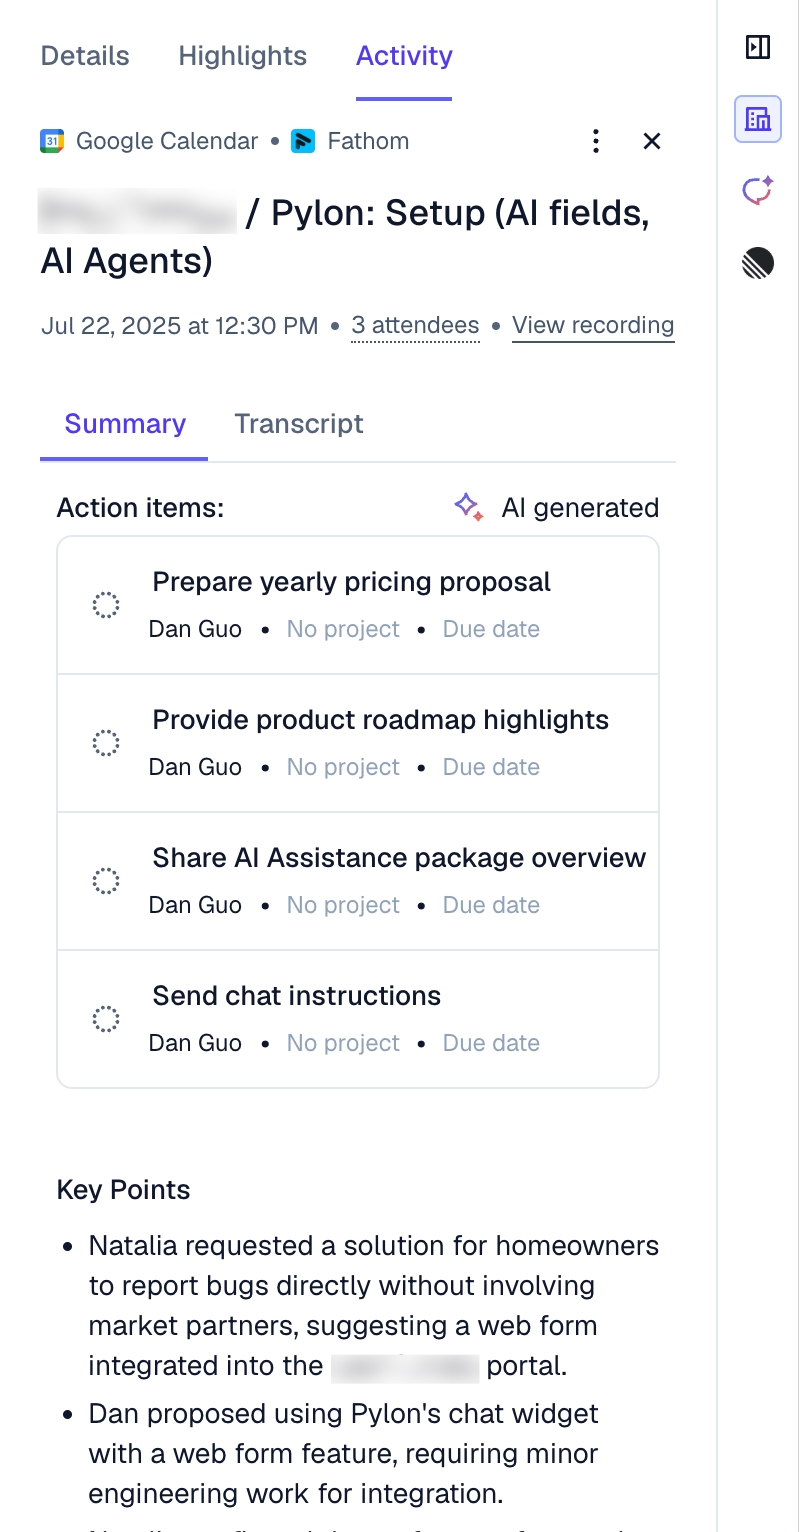 Details Highlights Activity
31 Google Calendar • Fathom
/ Pylon: Setup (AI fields,
AI Agents)
Jul 22, 2025 at 12:30 PM • 3 attendees • View recording
Summary Transcript
Action items: AI generated
Prepare yearly pricing proposal
Dan Guo • No project • Due date
Provide product roadmap highlights
Dan Guo • No project • Due date
Share AI Assistance package overview
Dan Guo • No project • Due date
Send chat instructions
Dan Guo • No project • Due date
Key Points
• Natalia requested a solution for homeowners
to report bugs directly without involving
market partners, suggesting a web form
integrated into the portal.
• Dan proposed using Pylon's chat widget
with a web form feature, requiring minor
engineering work for integration.